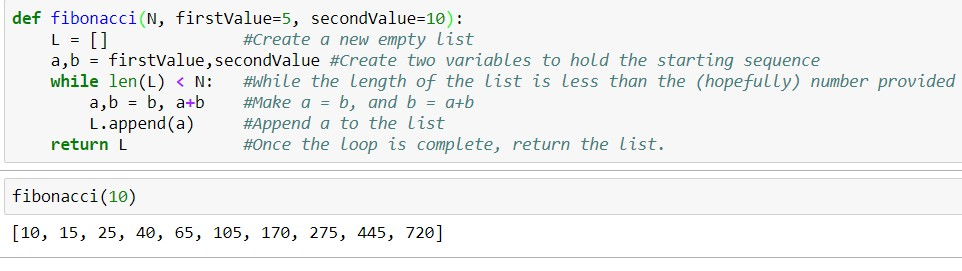 def fibonacci(N, firstValue=5, secondValue=10):
    L = []              #Create a new empty list
    a,b = firstValue,secondValue #Create two variables to hold the starting sequence
    while len(L) < N:   #While the length of the list is less than the (hopefully) number provided
        a,b = b, a+b    #Make a = b, and b = a+b
        L.append(a)     #Append a to the list
    return L            #Once the loop is complete, return the list.
fibonacci(10)
[10, 15, 25, 40, 65, 105, 170, 275, 445, 720]